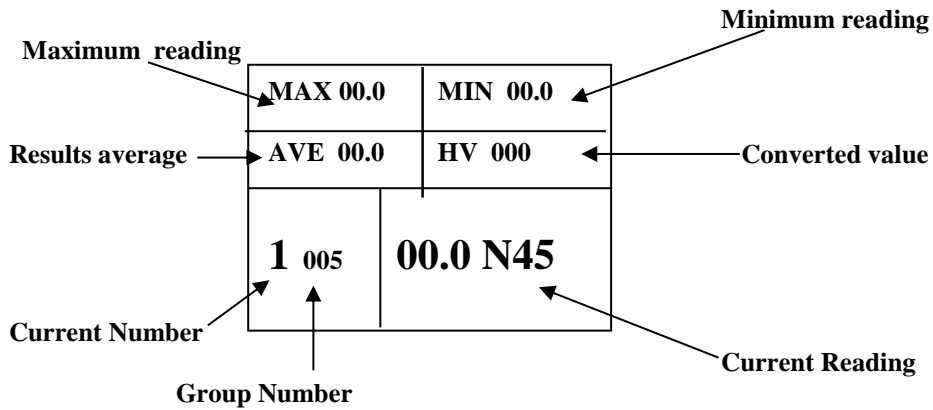 Minimum reading
Maximum reading
MAX 00.0
MIN 00.0
Results average
AVE 00.0
HV 000
Converted value
1 005
00.0 N45
Current Number
Current Reading
Group Number